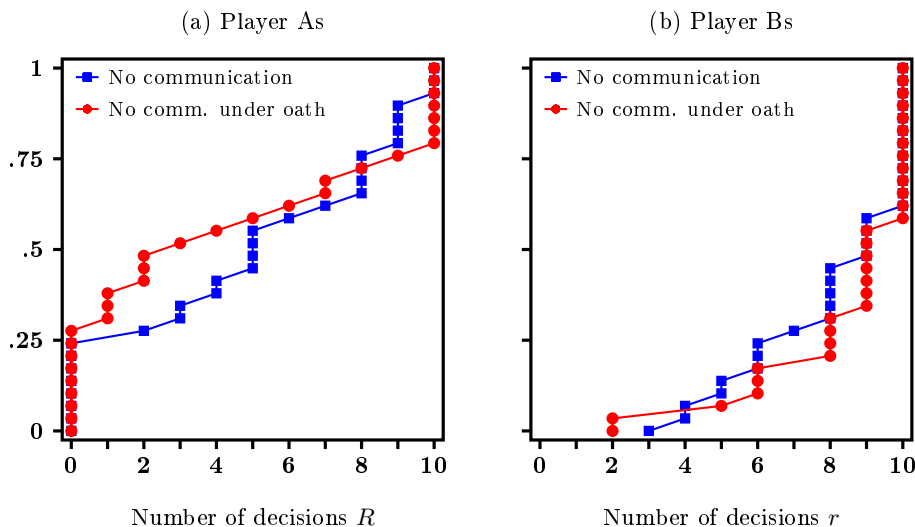 (a) Player As
No communication
No comm. under oath
1
.75
.5
.25
0
0 2 4 6 8 10
Number of decisions R
(b) Player Bs
No communication
No comm. under oath
0 2 4 6 8 10
Number of decisions r